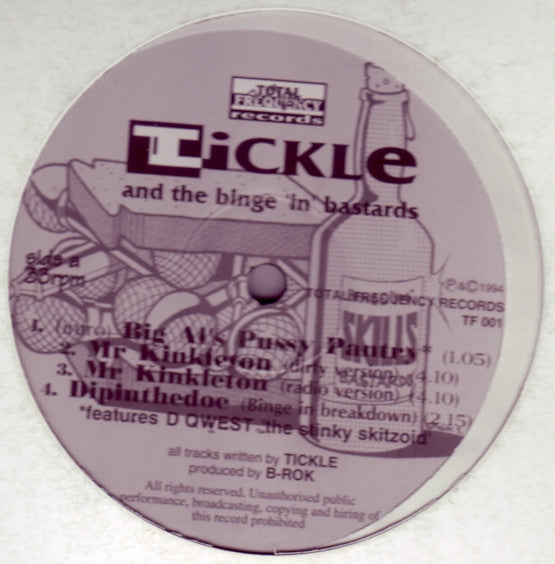 TOTAL
FREQUENCY
records
TiCKLe
and the binge 'in' bastards
side a
33rpm
P&©1994
TOTAL FREQUENCY RECORDS
TF 001
SKILLS
BASTARDS
1. (intro) Big Al's Pussy Pantry* (1.05)
2. Mr Kinkleton (dirty version) (4.10)
3. Mr Kinkleton (radio version) (4.10)
4. Dipinthedoe (Binge in breakdown) (2.15)
*features D QWEST 'the stinky skitzoid'
all tracks written by TICKLE
produced by B-ROK
All rights reserved. Unauthorised public
performance, broadcasting, copying and hiring of
this record prohibited